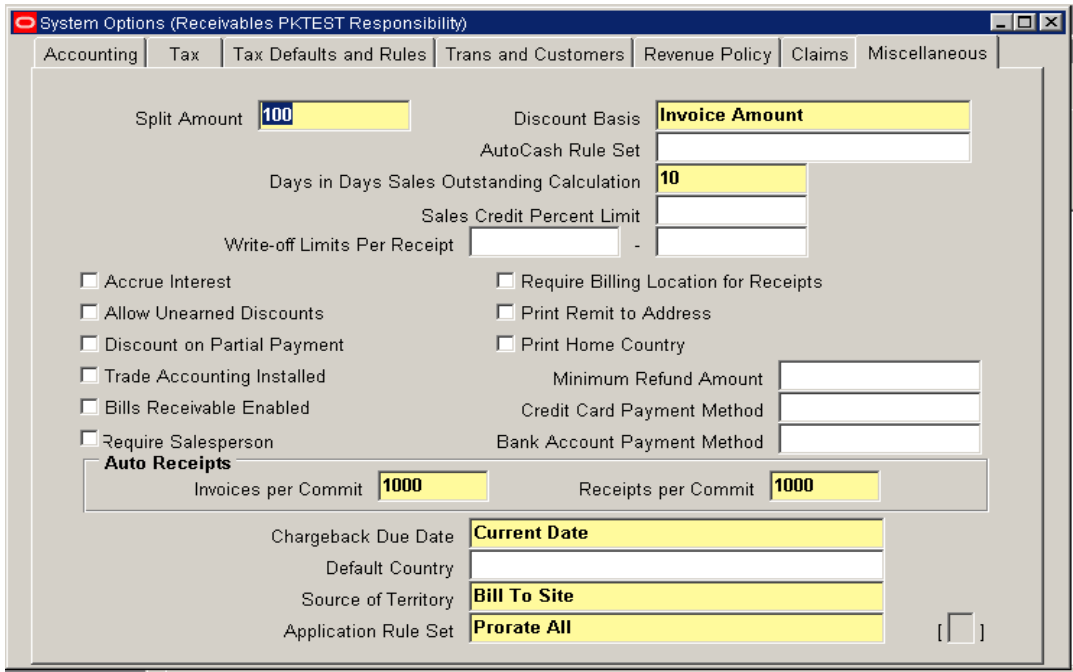 System Options (Receivables PKTEST Responsibility)
Accounting Tax Tax Defaults and Rules Trans and Customers Revenue Policy Claims Miscellaneous
Split Amount 100 Discount Basis Invoice Amount
AutoCash Rule Set
Days in Days Sales Outstanding Calculation 10
Sales Credit Percent Limit
Write-off Limits Per Receipt -
Accrue Interest Require Billing Location for Receipts
Allow Unearned Discounts Print Remit to Address
Discount on Partial Payment Print Home Country
Trade Accounting Installed Minimum Refund Amount
Bills Receivable Enabled Credit Card Payment Method
Require Salesperson Bank Account Payment Method
Auto Receipts
Invoices per Commit 1000 Receipts per Commit 1000
Chargeback Due Date Current Date
Default Country
Source of Territory Bill To Site
Application Rule Set Prorate All [ ]